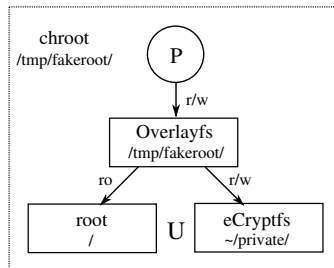 chroot
/tmp/fakeroot/
P
r/w
Overlayfs
/tmp/fakeroot/
ro
r/w
root
/
U
eCryptfs
~/private/